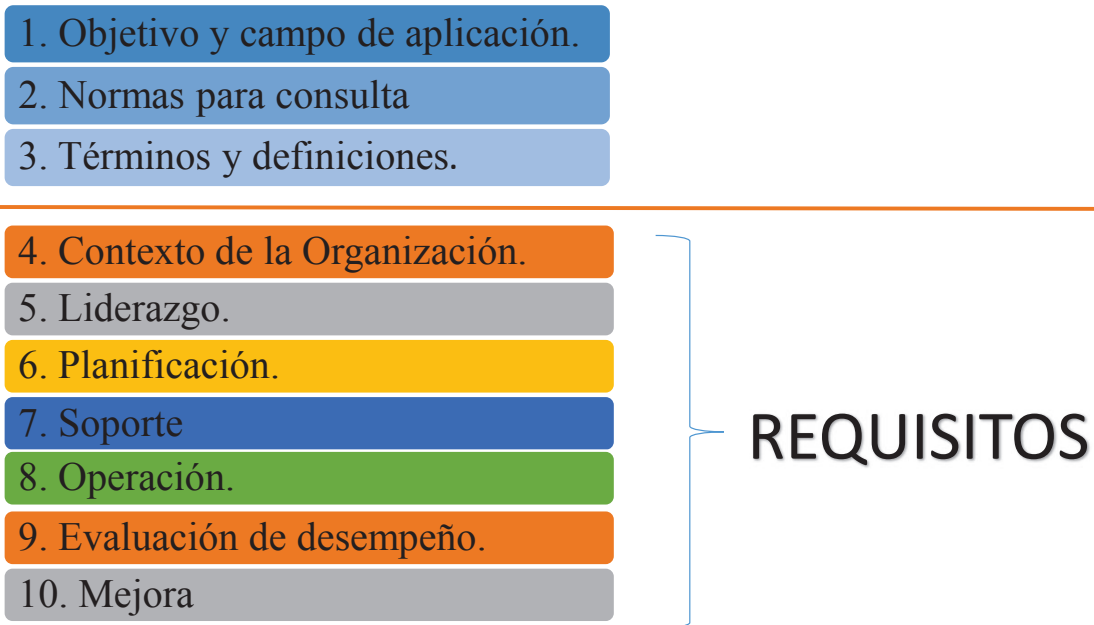 1. Objetivo y campo de aplicación.
2. Normas para consulta
3. Términos y definiciones.
4. Contexto de la Organización.
5. Liderazgo.
6. Planificación.
7. Soporte
8. Operación.
9. Evaluación de desempeño.
10. Mejora
REQUISITOS